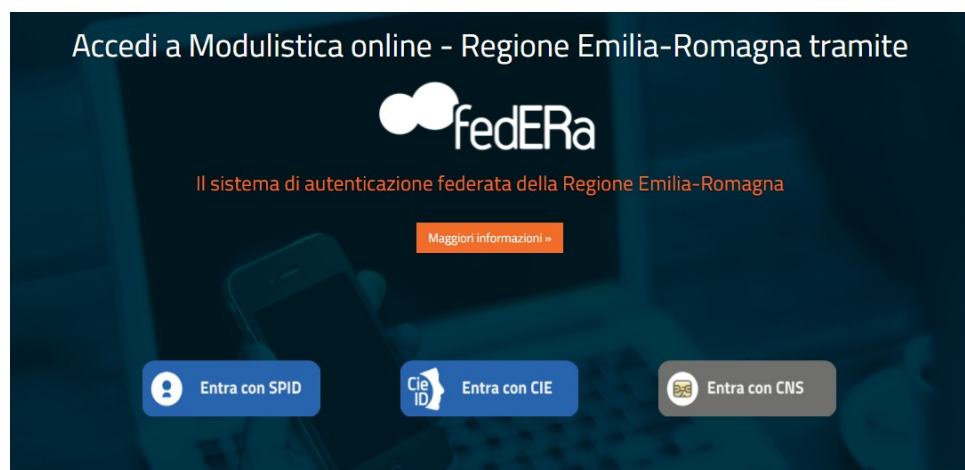 Accedi a Modulistica online - Regione Emilia-Romagna tramite
fedERa
Il sistema di autenticazione federata della Regione Emilia-Romagna
Maggiori informazioni »
Entra con SPID
Cie ID Entra con CIE
Entra con CNS